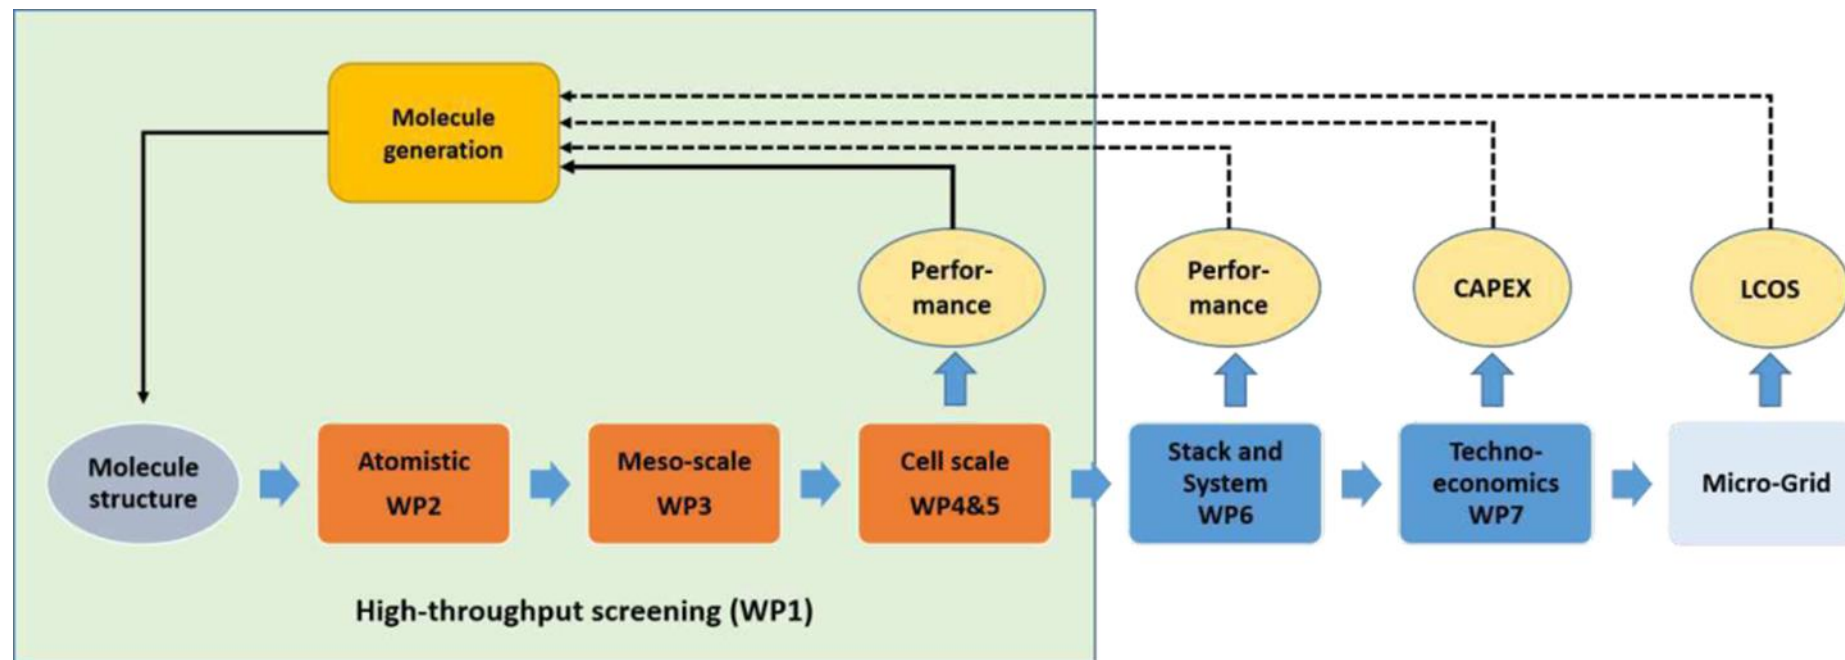 Molecule
generation
Perfor-
mance
Perfor-
mance
CAPEX
LCOS
Molecule
structure
Atomistic
WP2
Meso-scale
WP3
Cell scale
WP4&5
Stack and
System
WP6
Techno-
economics
WP7
Micro-Grid
High-throughput screening (WP1)